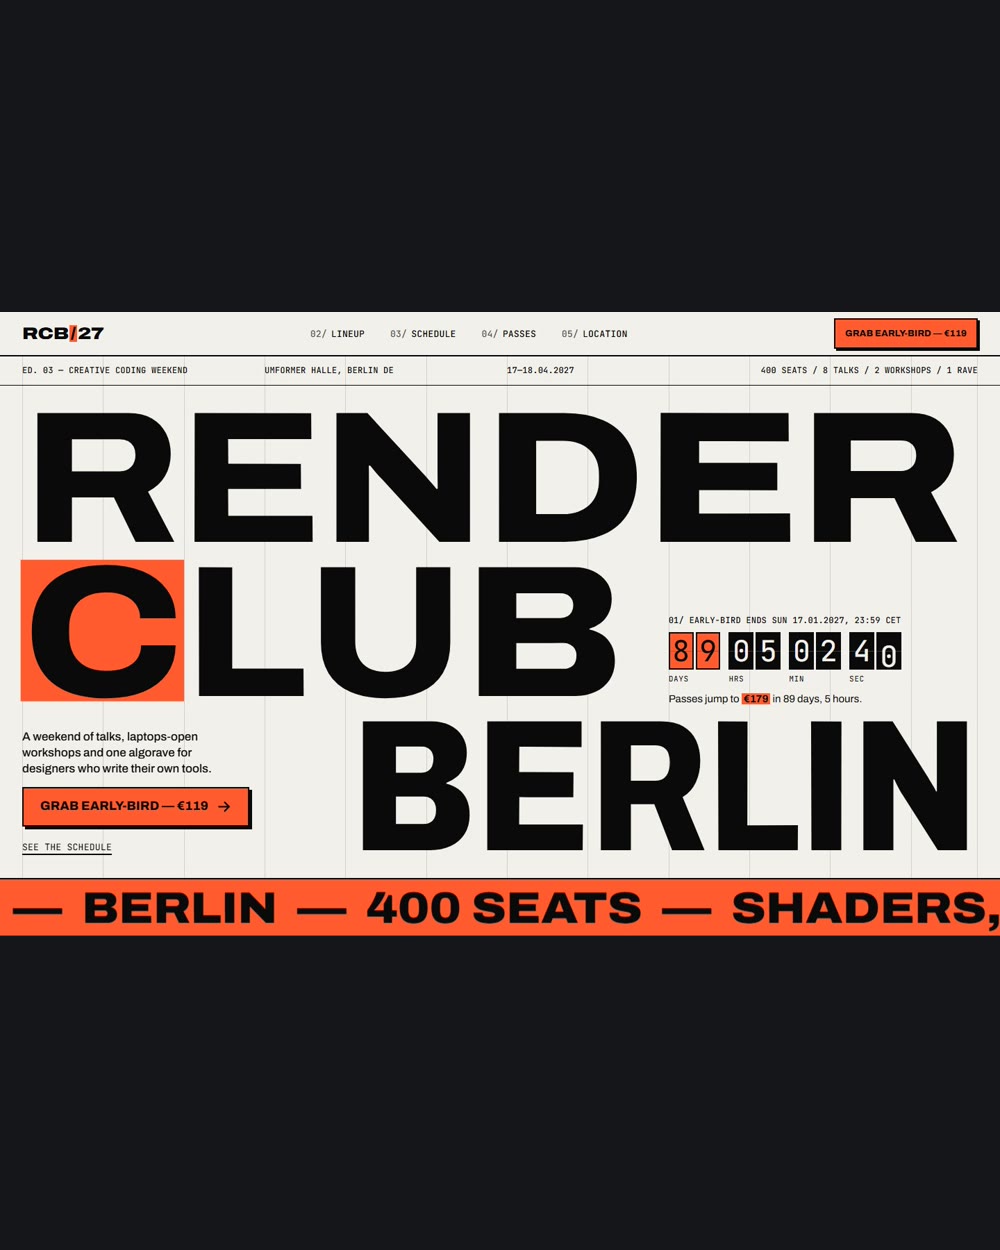 RCB/27
02/ LINEUP 03/ SCHEDULE 04/ PASSES 05/ LOCATION
GRAB EARLY-BIRD — €119
ED. 03 — CREATIVE CODING WEEKEND
UMFORMER HALLE, BERLIN DE
17–18.04.2027
400 SEATS / 8 TALKS / 2 WORKSHOPS / 1 RAVE
RENDER
CLUB
01/ EARLY-BIRD ENDS SUN 17.01.2027, 23:59 CET
89 05 02 40
DAYS HRS MIN SEC
Passes jump to €179 in 89 days, 5 hours.
BERLIN
A weekend of talks, laptops-open
workshops and one algorave for
designers who write their own tools.
GRAB EARLY-BIRD — €119 →
SEE THE SCHEDULE
— BERLIN — 400 SEATS — SHADERS,